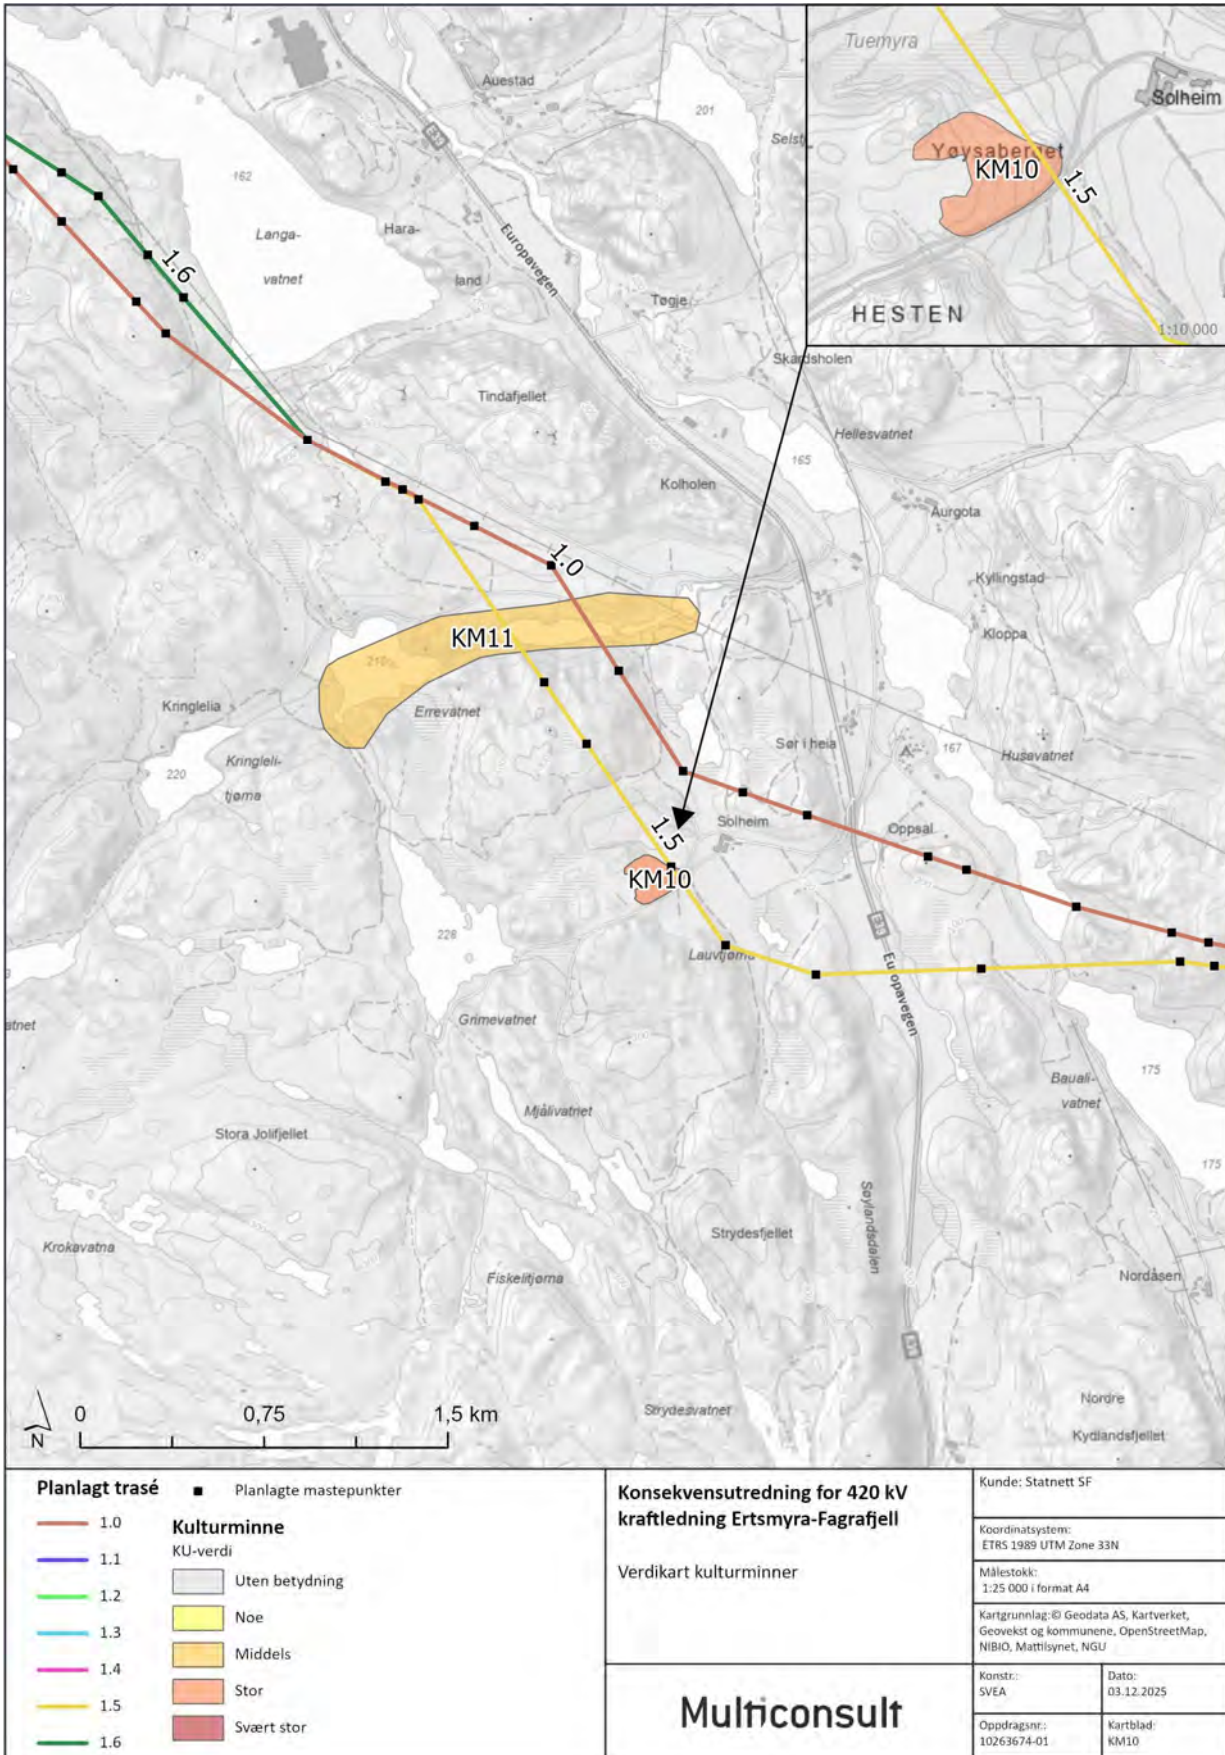 Tuemyra
Solheim
Yøysaberget
KM10
1.5
HESTEN
1:10 000
Auestad
201
E39
162
Langa-
vatnet
Hara-
land
Europavegen
1.6
Tøgje
Skardsholen
Tindafjellet
Hellesvatnet
165
Kolholen
Aurgota
1.0
Kyllingstad
Kloppa
KM11
210
Kringlelia
Errevatnet
Sør i heia
167
Husavatnet
220
Kringleli-
tjørna
1.5
Solheim
Oppsal
KM10
228
E39
Lauvtjørna
Europavegen
atnet
Grimevatnet
Mjålivatnet
Bauali-
vatnet
175
Stora Jolifjellet
175
Søylandsdalen
Strydesfjellet
Krokavatna
Fiskelitjørna
Nordåsen
E39
Nordre
Kydlandsfjellet
Strydesvatnet
N
0 0,75 1,5 km
Planlagt trasé
1.0
1.1
1.2
1.3
1.4
1.5
1.6
Planlagte mastepunkter
Kulturminne
KU-verdi
Uten betydning
Noe
Middels
Stor
Svært stor
Konsekvensutredning for 420 kV
kraftledning Ertsmyra-Fagrafjell
Verdikart kulturminner
Multiconsult
Kunde: Statnett SF
Koordinatsystem:
ETRS 1989 UTM Zone 33N
Målestokk:
1:25 000 i format A4
Kartgrunnlag:© Geodata AS, Kartverket,
Geovekst og kommunene, OpenStreetMap,
NIBIO, Mattilsynet, NGU
Konstr.:
SVEA
Dato:
03.12.2025
Oppdragsnr.:
10263674-01
Kartblad:
KM10